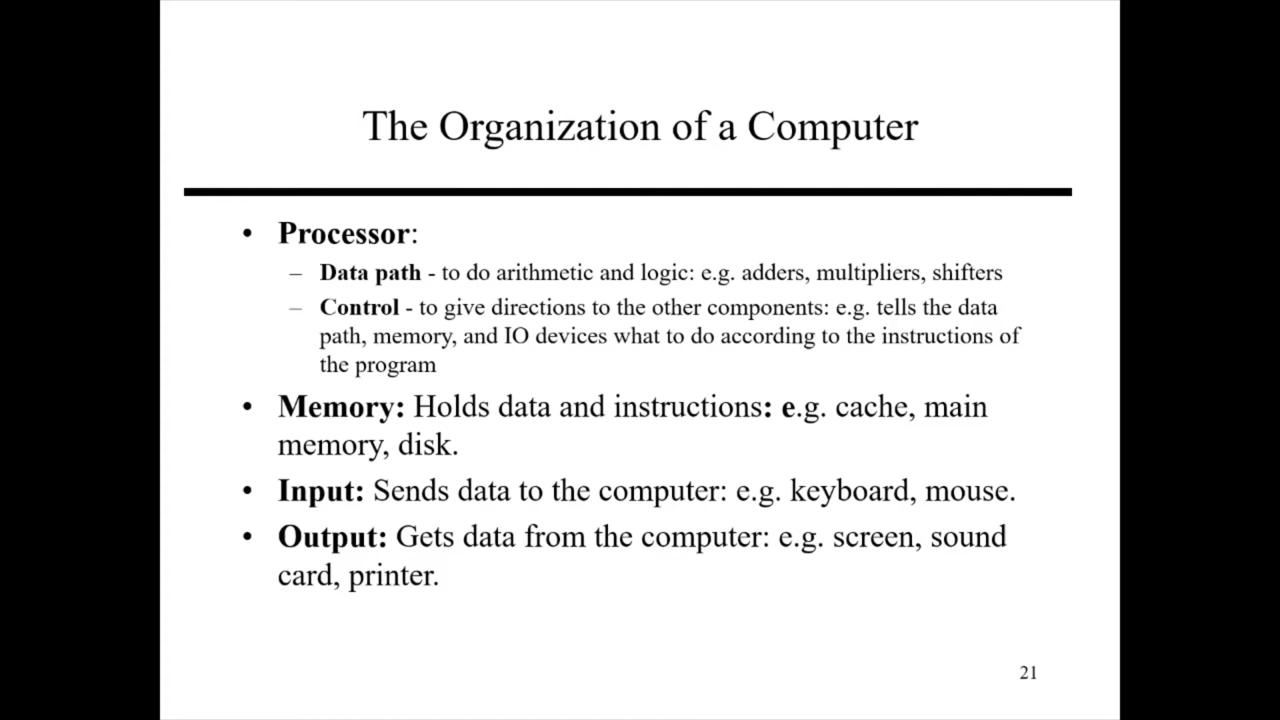 The Organization of a Computer
• Processor:
– Data path - to do arithmetic and logic: e.g. adders, multipliers, shifters
– Control - to give directions to the other components: e.g. tells the data
path, memory, and IO devices what to do according to the instructions of
the program
• Memory: Holds data and instructions: e.g. cache, main
memory, disk.
• Input: Sends data to the computer: e.g. keyboard, mouse.
• Output: Gets data from the computer: e.g. screen, sound
card, printer.
21